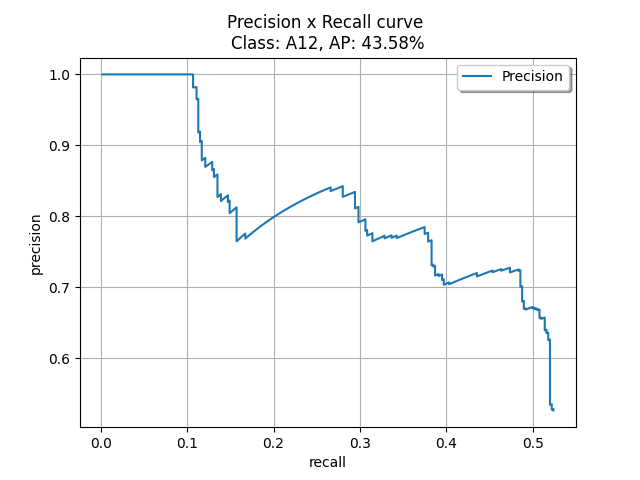 Precision x Recall curve
Class: A12, AP: 43.58%
Precision
1.0
0.9
0.8
0.7
0.6
precision
0.0 0.1 0.2 0.3 0.4 0.5
recall